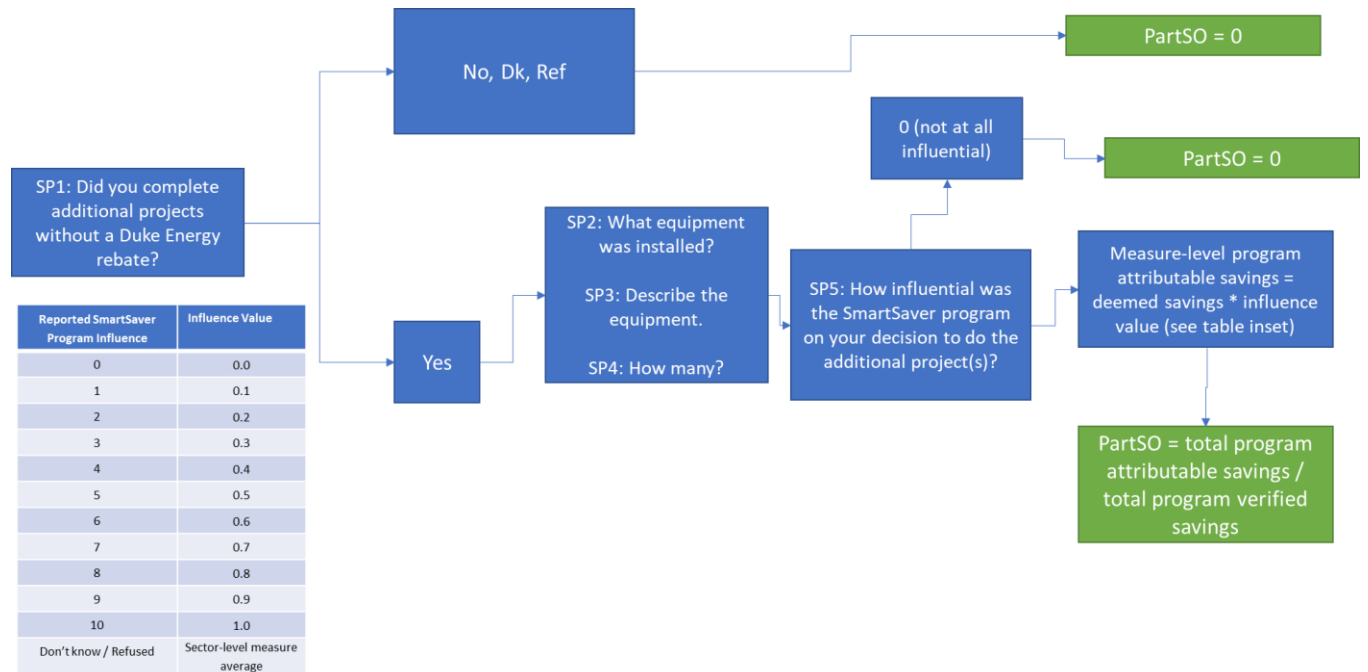 No, Dk, Ref
PartSO = 0
0 (not at all
influential)
PartSO = 0
SP1: Did you complete
additional projects
without a Duke Energy
rebate?
Yes
SP2: What equipment
was installed?
SP3: Describe the
equipment.
SP4: How many?
SP5: How influential was
the SmartSaver program
on your decision to do the
additional project(s)?
Measure-level program
attributable savings =
deemed savings * influence
value (see table inset)
PartSO = total program
attributable savings /
total program verified
savings
Reported SmartSaver Influence Value
Program Influence
0 0.0
1 0.1
2 0.2
3 0.3
4 0.4
5 0.5
6 0.6
7 0.7
8 0.8
9 0.9
10 1.0
Don't know / Refused Sector-level measure
average